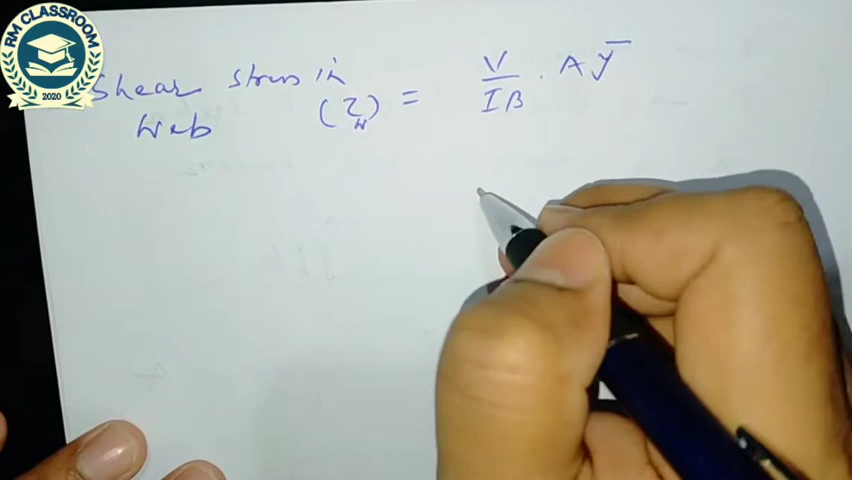 RM CLASSROOM
2020
Shear stress in
Web (τw) = V/IB . Aȳ